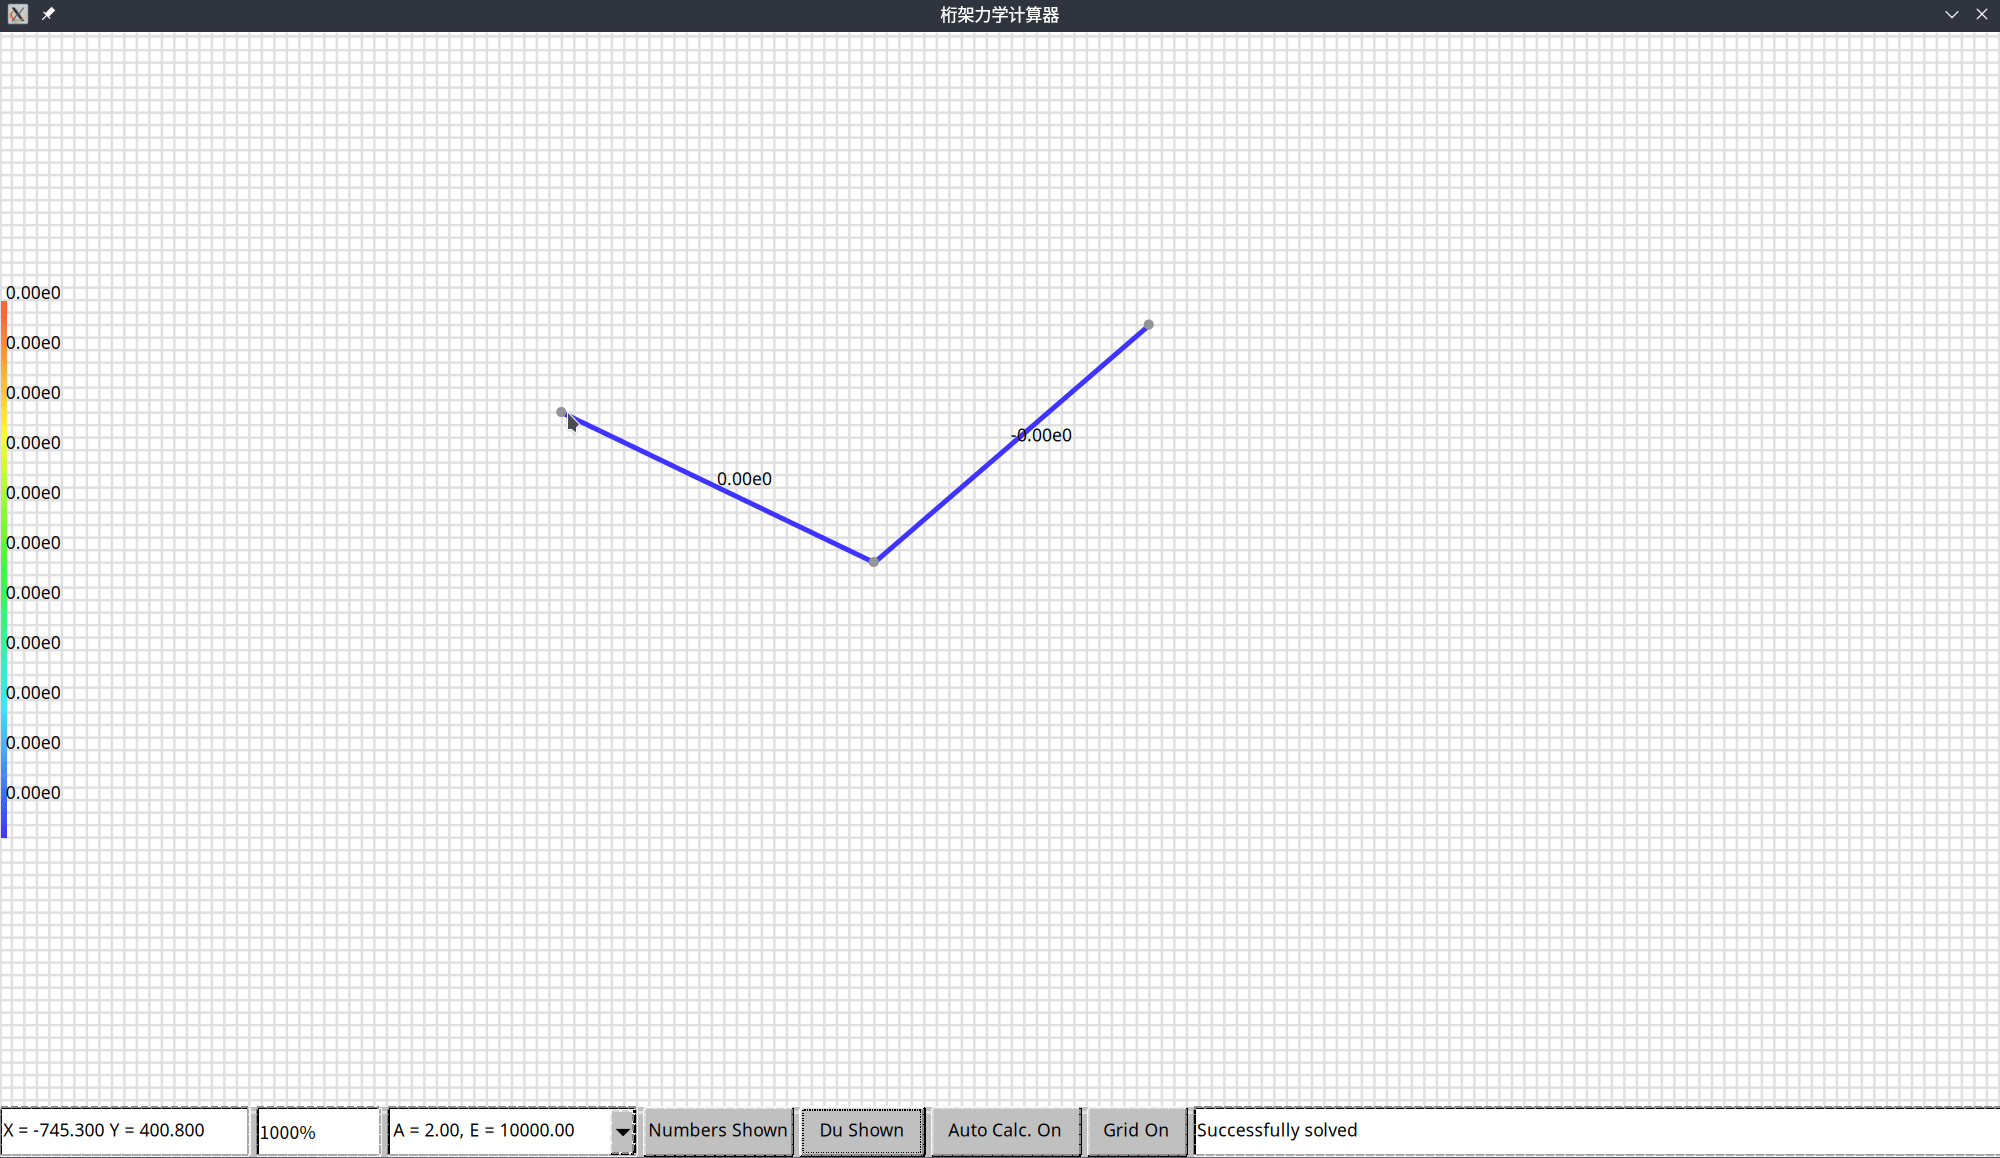 桁架力学计算器
0.00e0
0.00e0
0.00e0
0.00e0
0.00e0
0.00e0
0.00e0
0.00e0
0.00e0
0.00e0
0.00e0
-0.00e0
0.00e0
X = -745.300 Y = 400.800
1000%
A = 2.00, E = 10000.00
Numbers Shown
Du Shown
Auto Calc. On
Grid On
Successfully solved